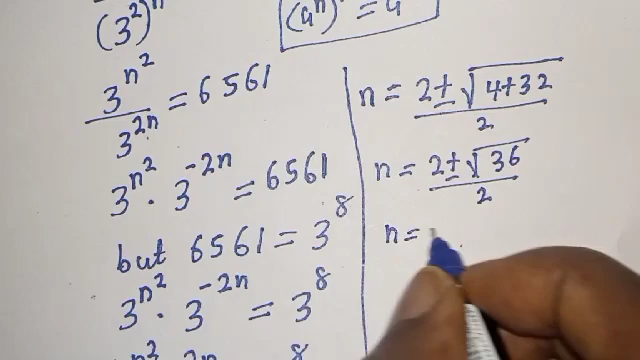 (3^2)^n
(a^n) = a
3^{n^2} / 3^{2n} = 6561
3^{n^2} · 3^{-2n} = 6561
but 6561 = 3^8
3^{n^2} · 3^{-2n} = 3^8
n = (2 ± √(4+32)) / 2
n = (2 ± √36) / 2
n =